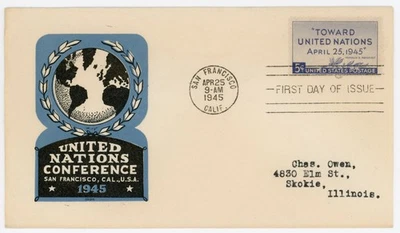 "TOWARD
UNITED NATIONS
APRIL 25, 1945"
5¢ UNITED STATES POSTAGE
SAN FRANCISCO
APR 25
9-AM
1945
CALIF.
FIRST DAY OF ISSUE
UNITED
NATIONS
CONFERENCE
SAN FRANCISCO, CAL., U.S.A.
1945
Chas. Owen,
4830 Elm St.,
Skokie,
Illinois.